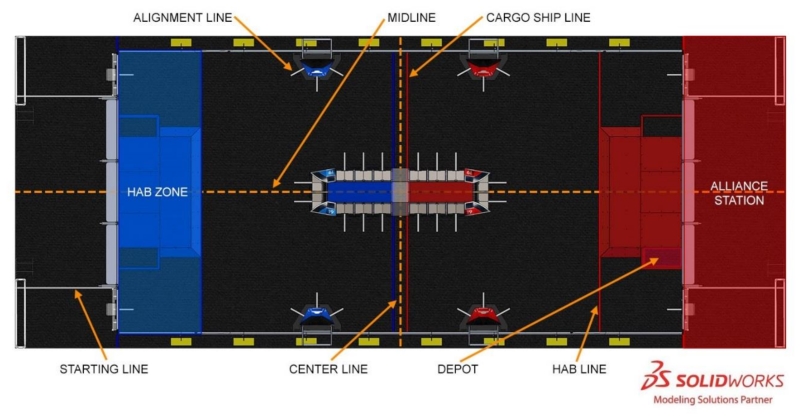 ALIGNMENT LINE
MIDLINE
CARGO SHIP LINE
HAB ZONE
ALLIANCE
STATION
STARTING LINE
CENTER LINE
DEPOT
HAB LINE
SOLIDWORKS
Modeling Solutions Partner